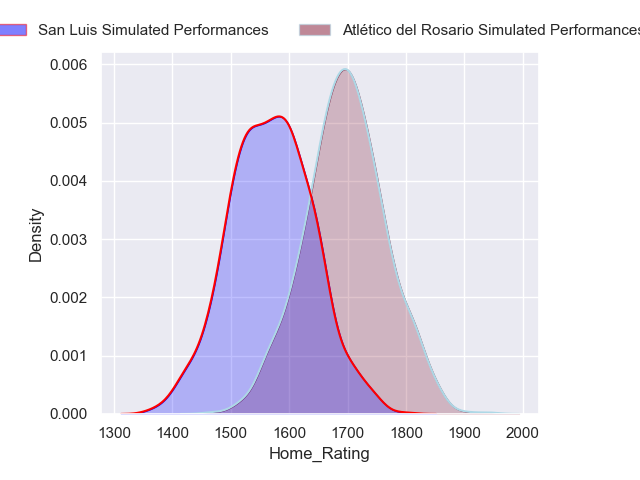 San Luis Simulated Performances
Atlético del Rosario Simulated Performances
0.006
0.005
0.004
0.003
0.002
0.001
0.000
Density
1300 1400 1500 1600 1700 1800 1900 2000
Home_Rating